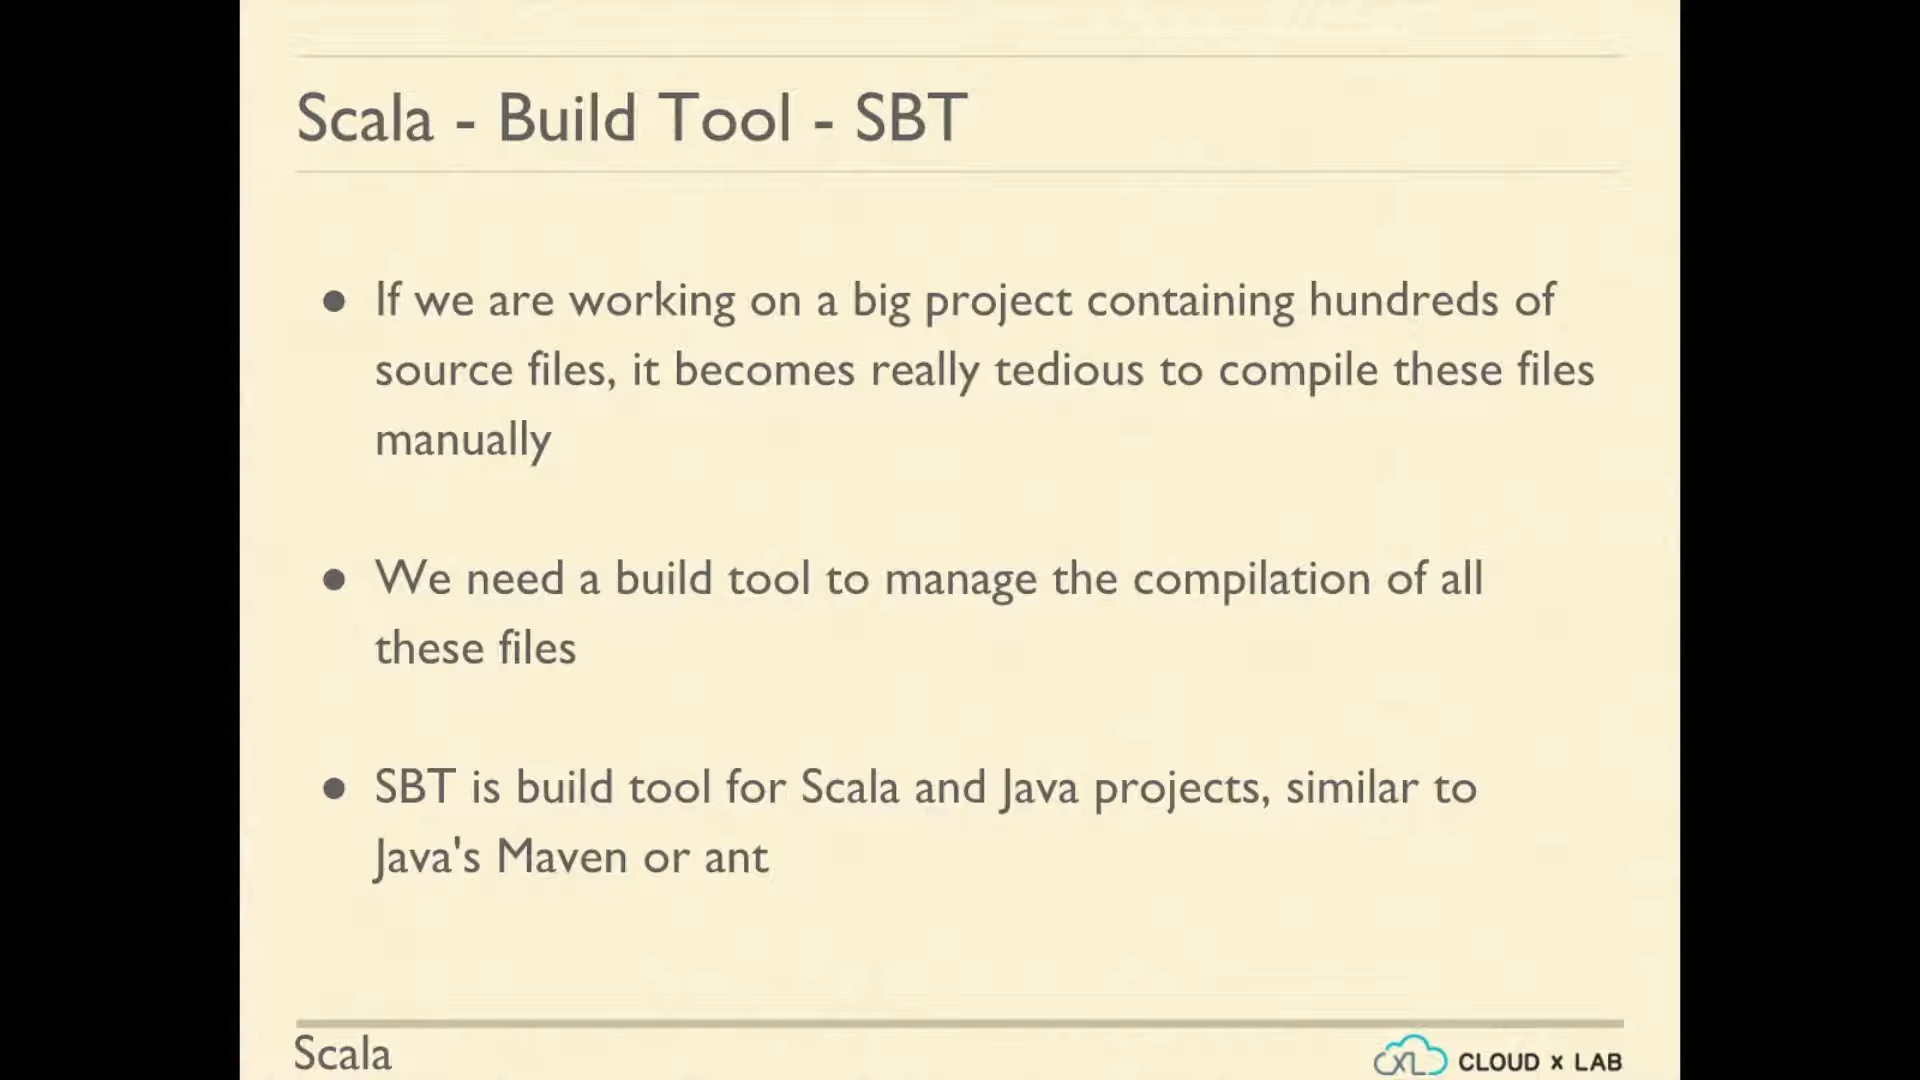 Scala - Build Tool - SBT
● If we are working on a big project containing hundreds of
source files, it becomes really tedious to compile these files
manually
● We need a build tool to manage the compilation of all
these files
● SBT is build tool for Scala and Java projects, similar to
Java's Maven or ant
Scala
XL CLOUD x LAB